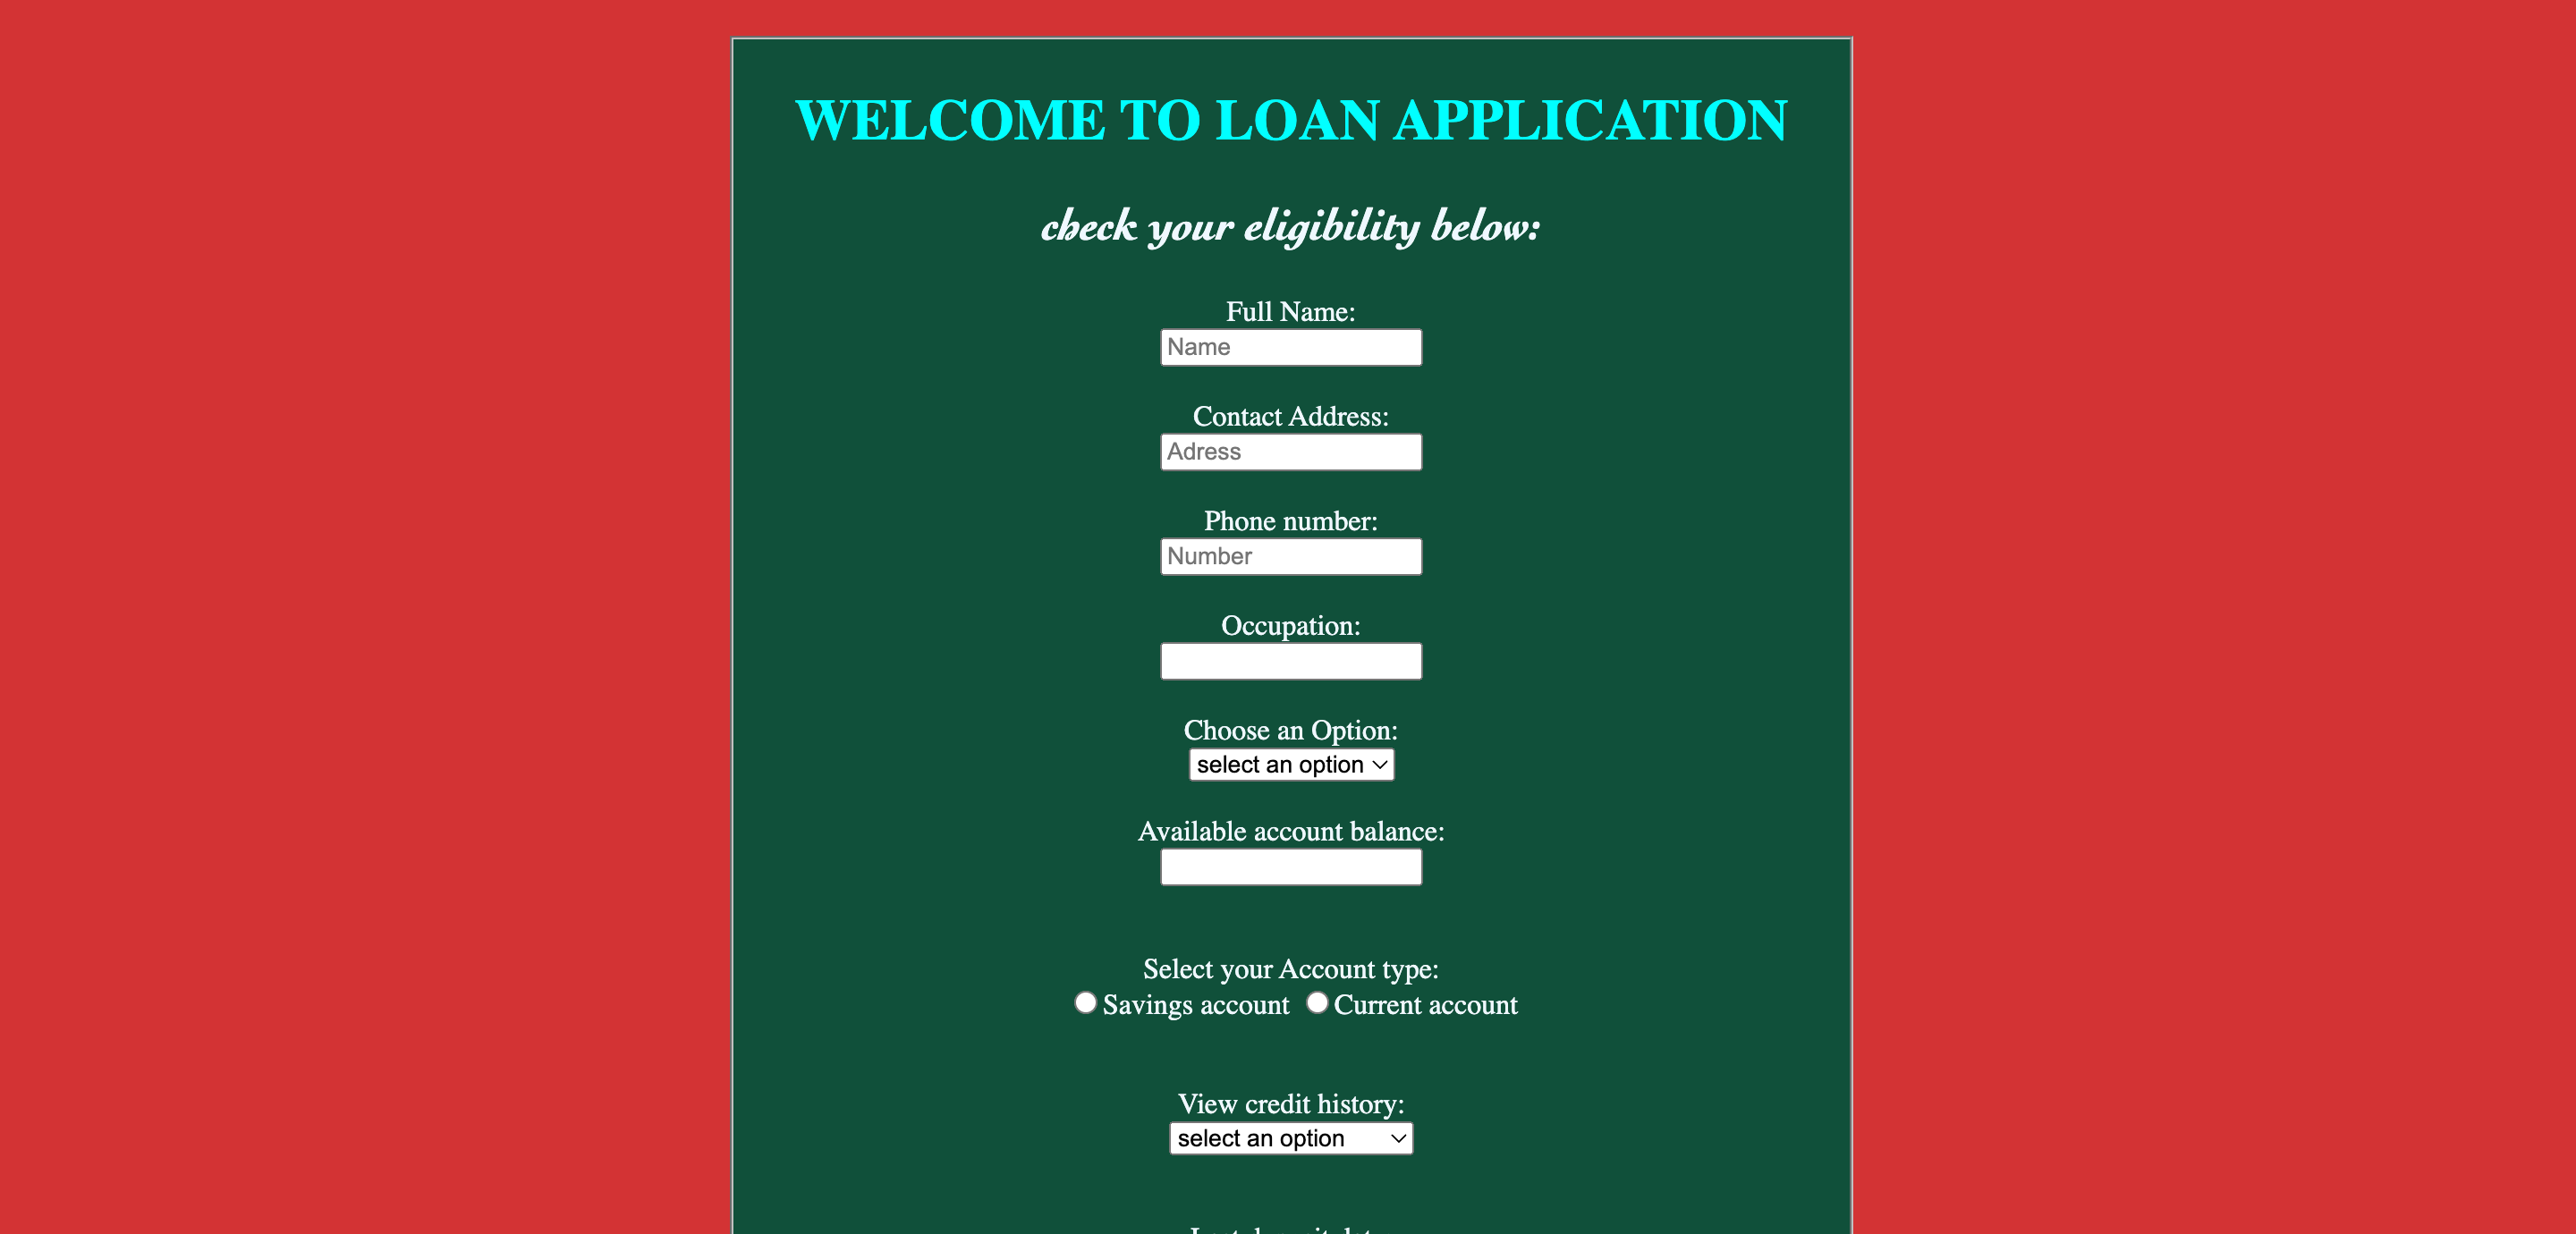 WELCOME TO LOAN APPLICATION
check your eligibility below:
Full Name:
Name
Contact Address:
Adress
Phone number:
Number
Occupation:
Choose an Option:
select an option
Available account balance:
Select your Account type:
Savings account Current account
View credit history:
select an option